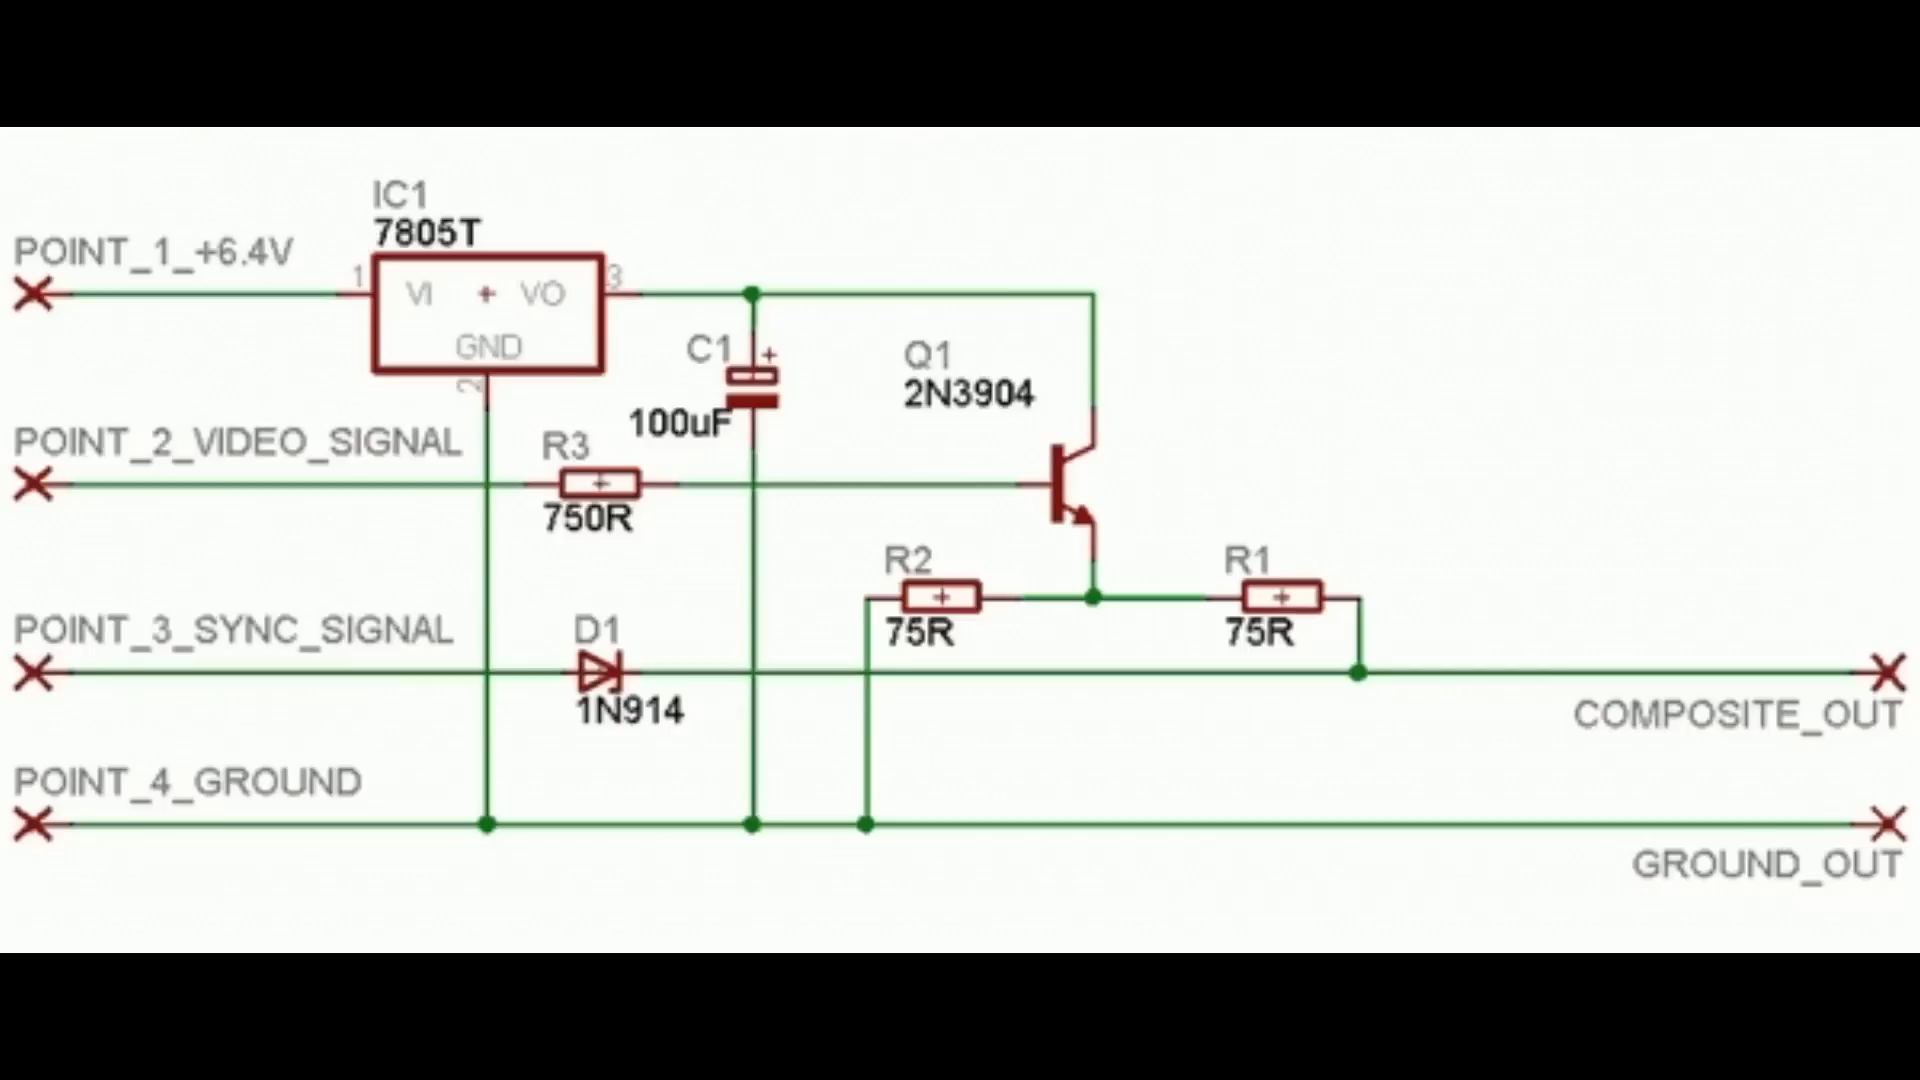 IC1
7805T
POINT_1_+6.4V
1
VI
+
VO
3
GND
2
C1
+
100uF
Q1
2N3904
POINT_2_VIDEO_SIGNAL
R3
+
750R
R2
+
75R
R1
+
75R
POINT_3_SYNC_SIGNAL
D1
1N914
COMPOSITE_OUT
POINT_4_GROUND
GROUND_OUT